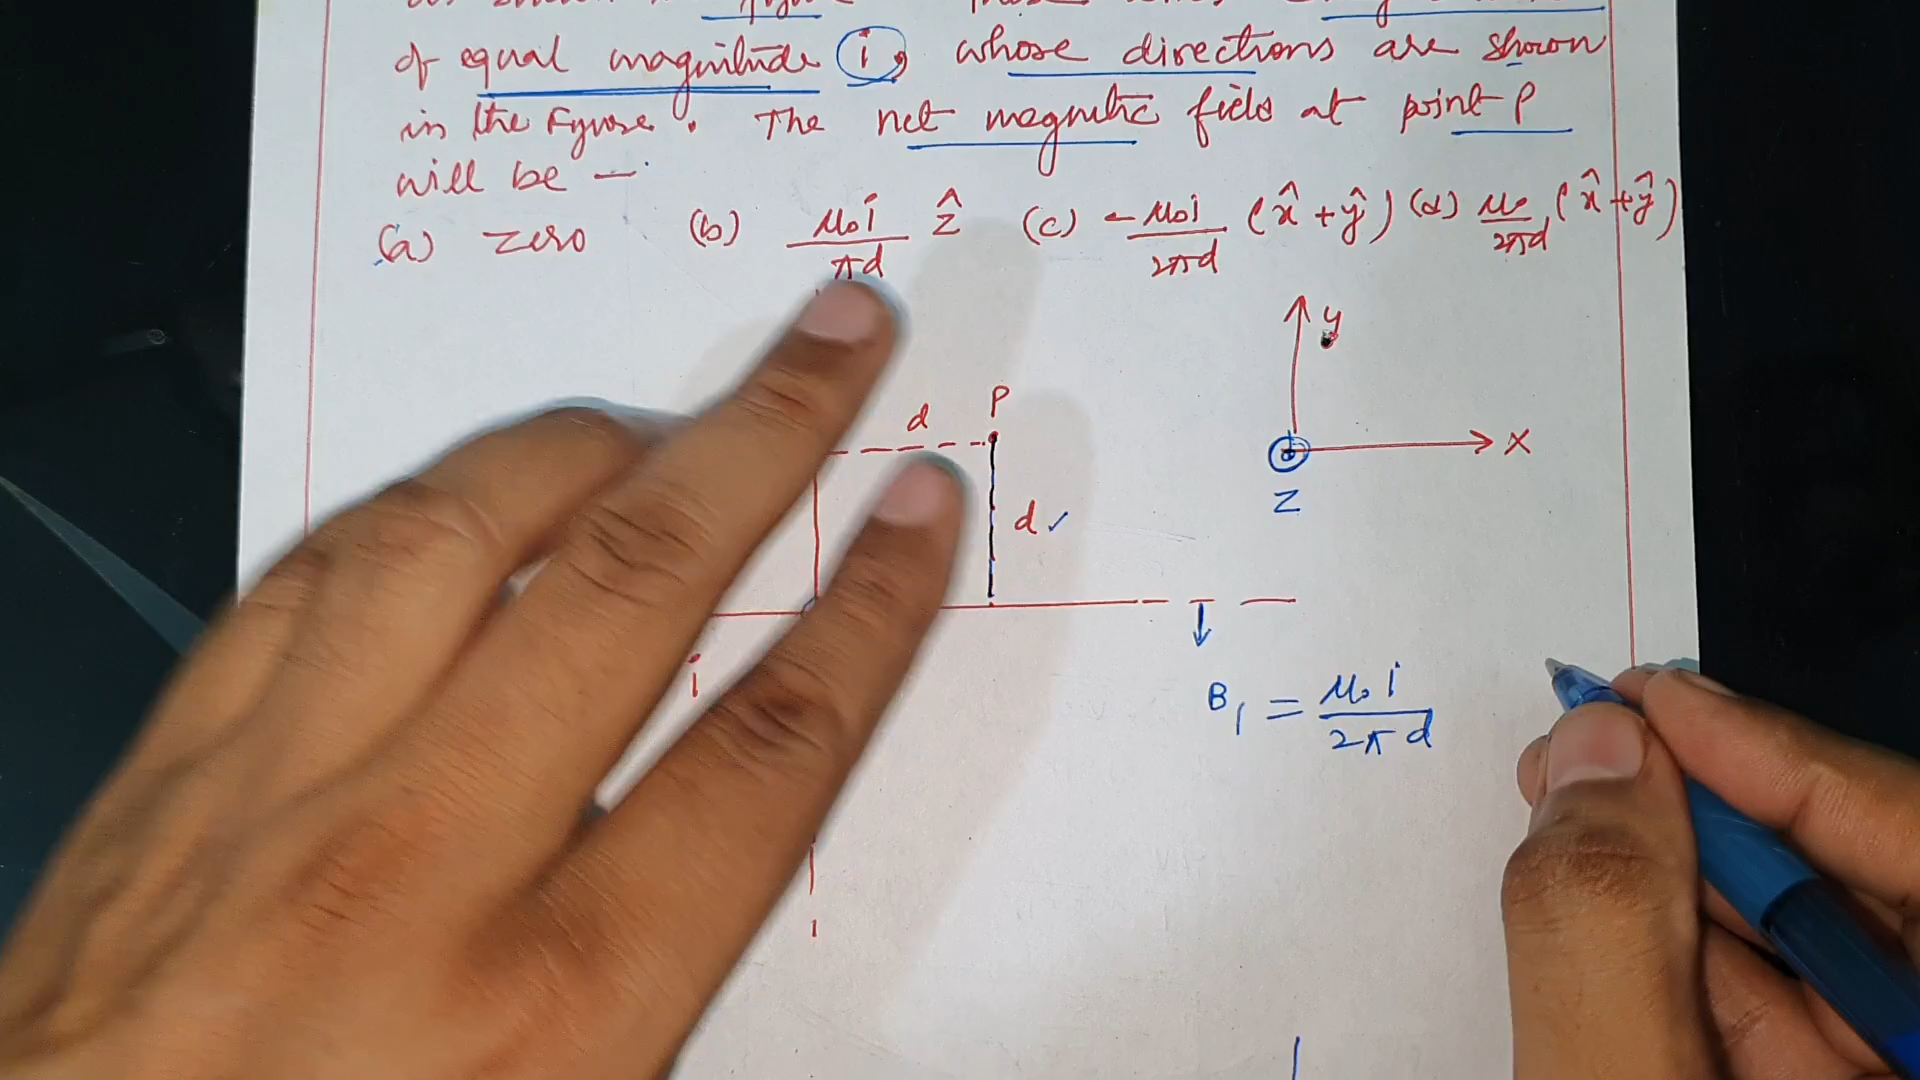 of equal magnitude i, whose directions are shown
in the Figure. The net magnetic field at point P
will be —
(a) zero (b) μ₀i/πd ẑ (c) -μ₀i/2πd (x̂ + ŷ) (d) μ₀/2πd (x̂ + ŷ)
y
P
d
X
Z
d ✓
i
B₁ = μ₀i/2πd